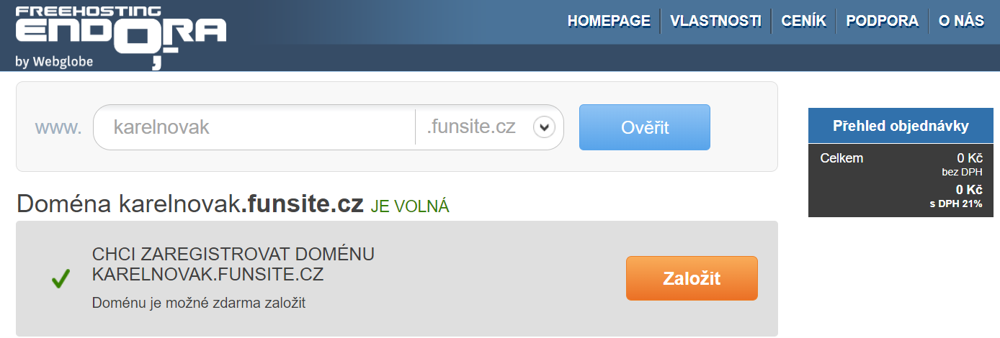 FREEHOSTING
ENDORA
by Webglobe
HOMEPAGE
VLASTNOSTI
CENÍK
PODPORA
O NÁS
www. karelnovak .funsite.cz Ověřit
Přehled objednávky
Celkem 0 Kč
bez DPH
0 Kč
s DPH 21%
Doména karelnovak.funsite.cz JE VOLNÁ
CHCI ZAREGISTROVAT DOMÉNU
KARELNOVAK.FUNSITE.CZ
Doménu je možné zdarma založit
Založit